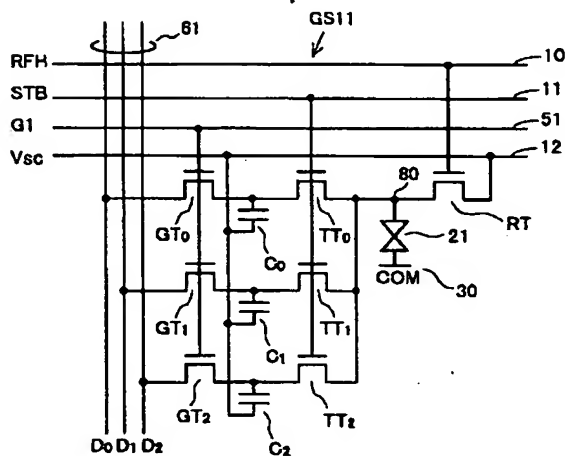 61
GS11
RFH
10
STB
11
G1
51
Vsc
12
80
GT0
TT0
RT
21
C0
COM
30
GT1
TT1
C1
GT2
TT2
D0 D1 D2
C2